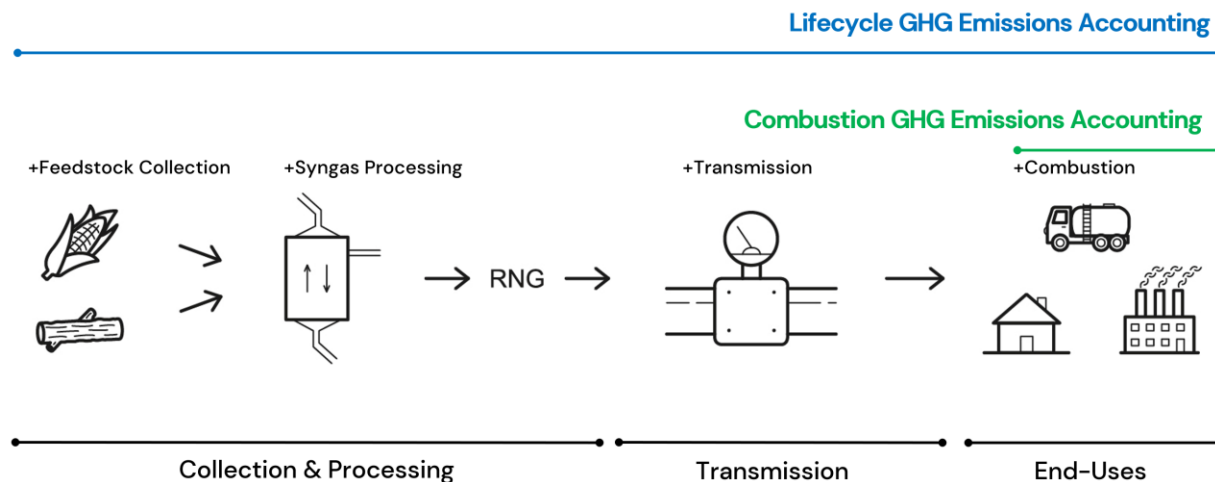 Lifecycle GHG Emissions Accounting
Combustion GHG Emissions Accounting
+Feedstock Collection
+Syngas Processing
+Transmission
+Combustion
RNG
Collection & Processing
Transmission
End-Uses